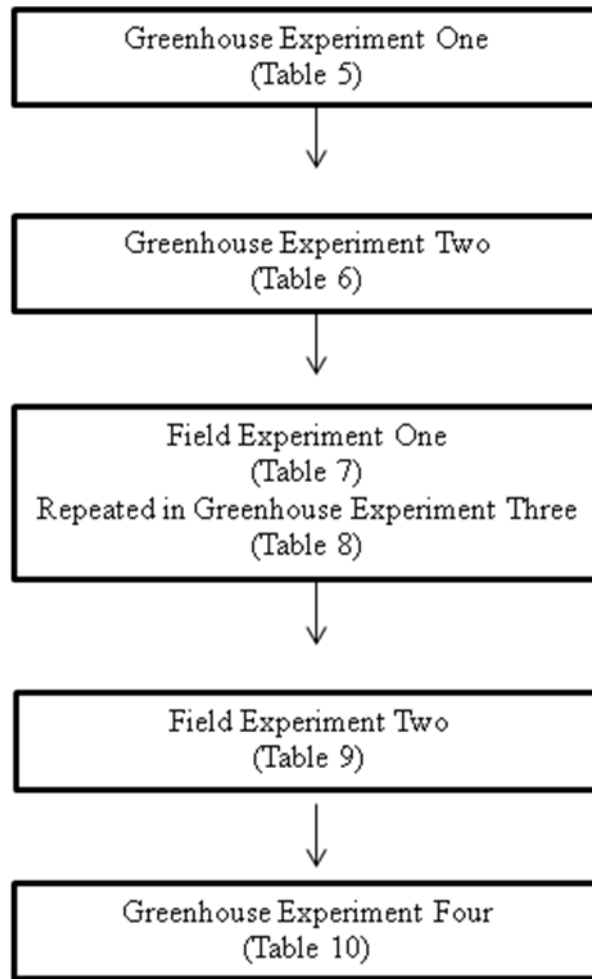 Greenhouse Experiment One
(Table 5)
Greenhouse Experiment Two
(Table 6)
Field Experiment One
(Table 7)
Repeated in Greenhouse Experiment Three
(Table 8)
Field Experiment Two
(Table 9)
Greenhouse Experiment Four
(Table 10)